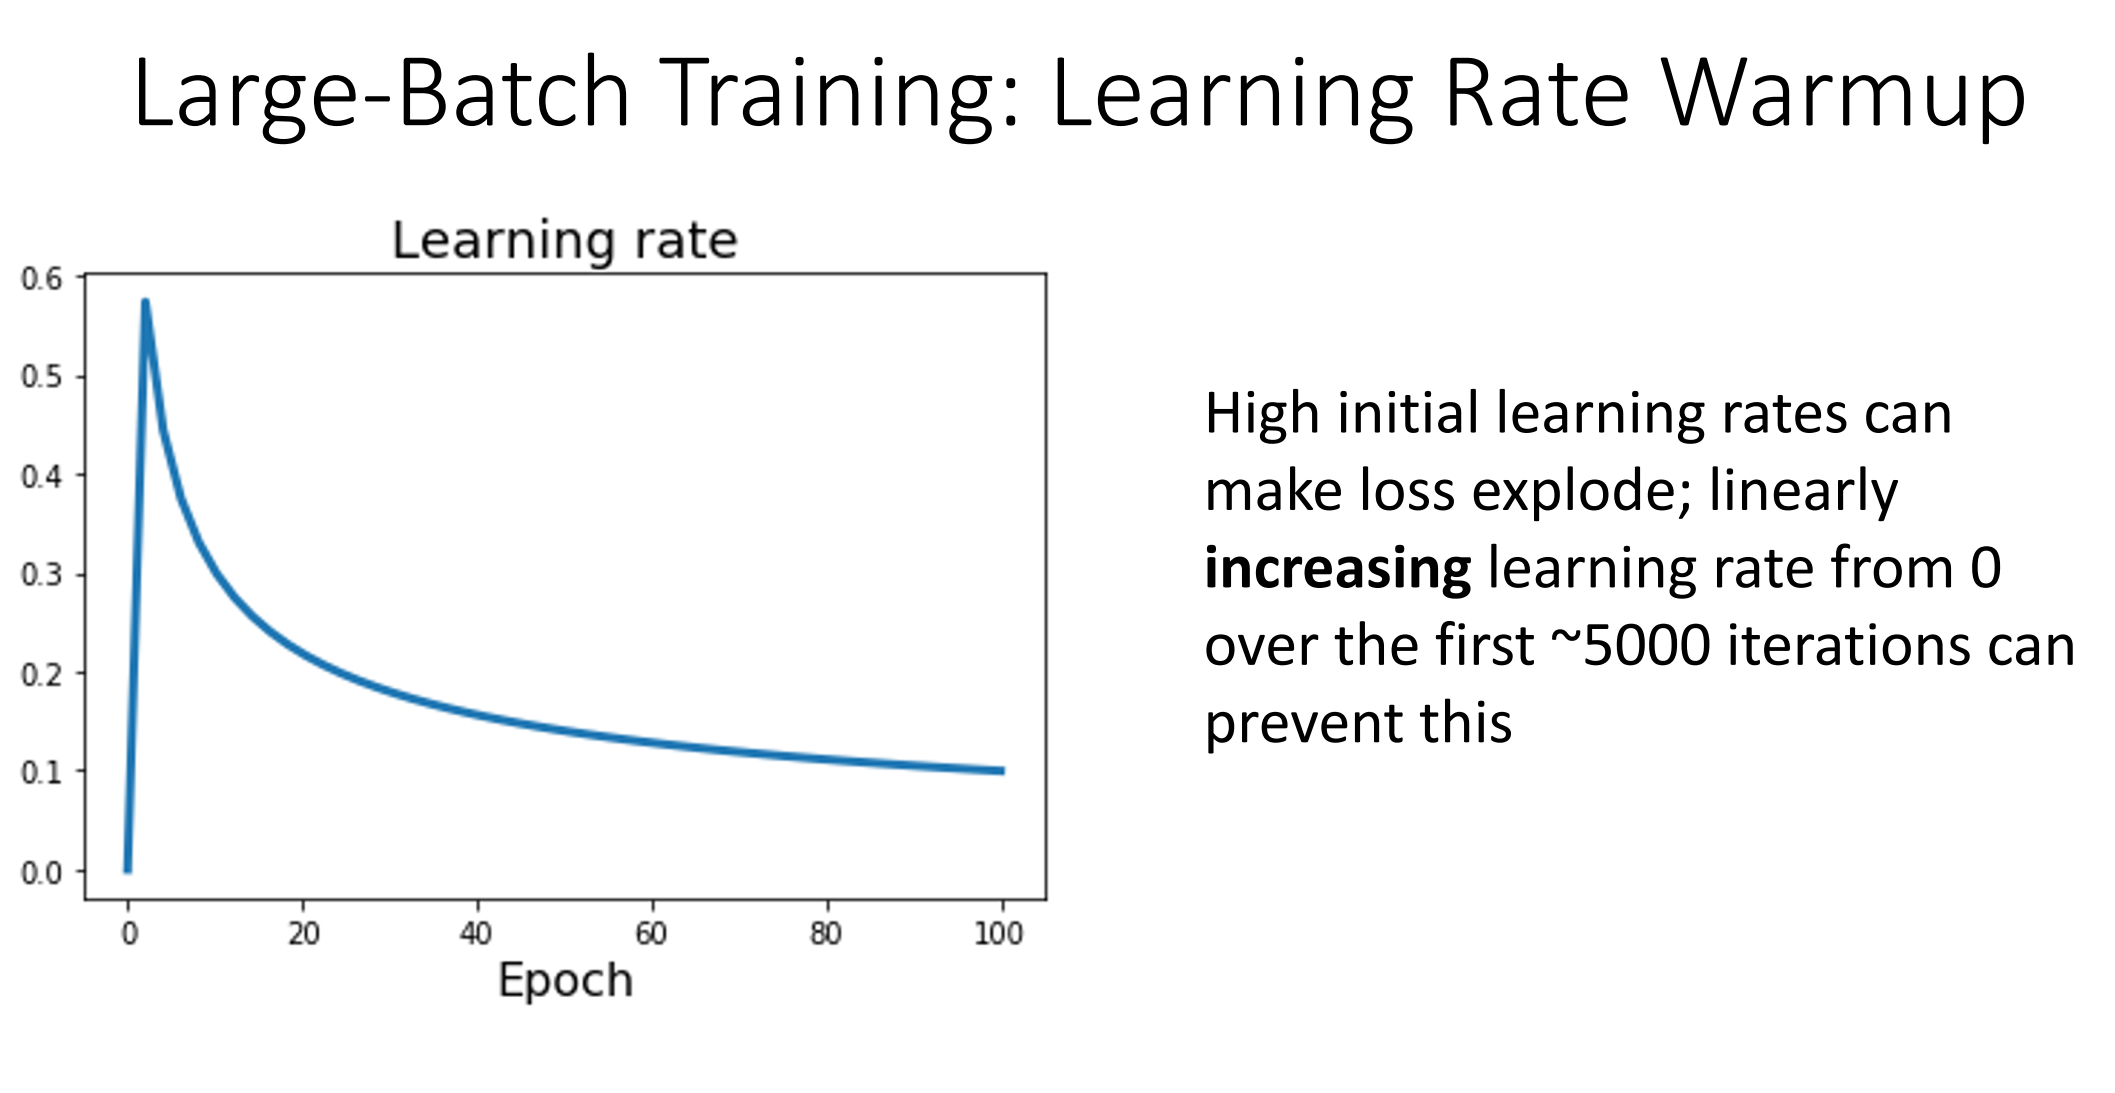 Large-Batch Training: Learning Rate Warmup
Learning rate
0.6
0.5
0.4
0.3
0.2
0.1
0.0
0 20 40 60 80 100
Epoch
High initial learning rates can
make loss explode; linearly
increasing learning rate from 0
over the first ~5000 iterations can
prevent this